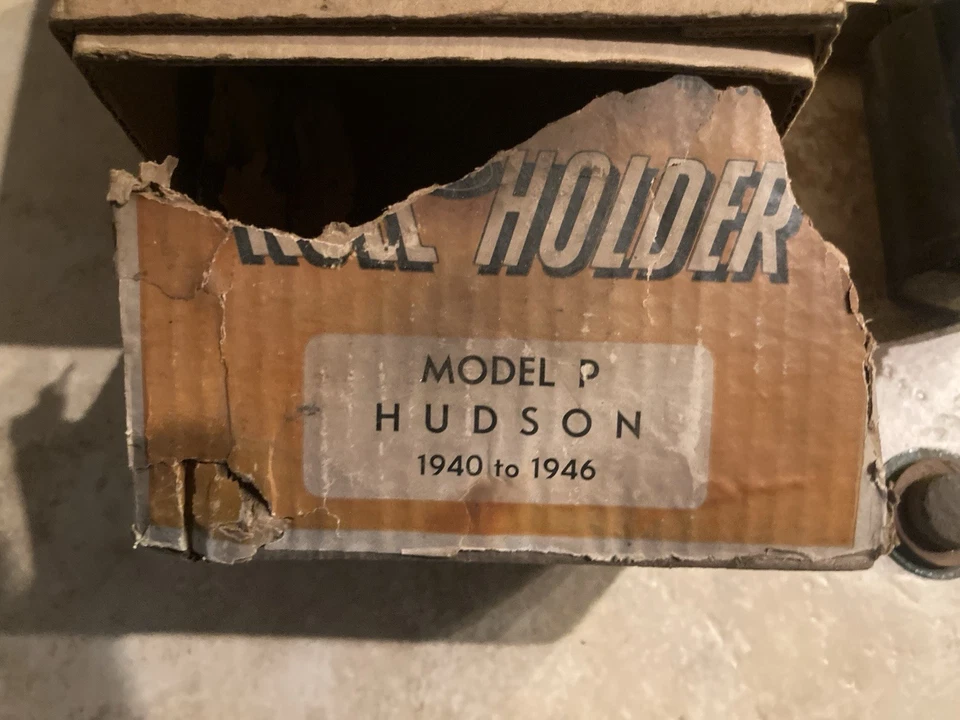 HOLDER
MODEL P
HUDSON
1940 to 1946